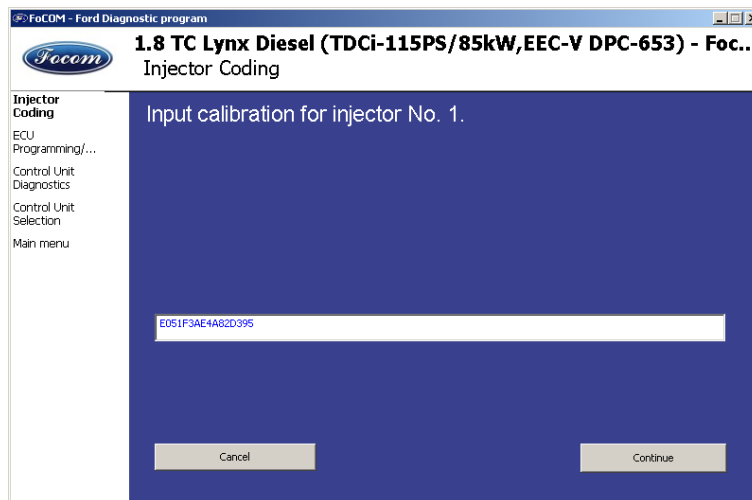 FoCOM - Ford Diagnostic program
Focom
1.8 TC Lynx Diesel (TDCi-115PS/85kW,EEC-V DPC-653) - Foc..
Injector Coding
Injector
Coding
ECU
Programming/...
Control Unit
Diagnostics
Control Unit
Selection
Main menu
Input calibration for injector No. 1.
E051F3AE4A82D395
Cancel
Continue